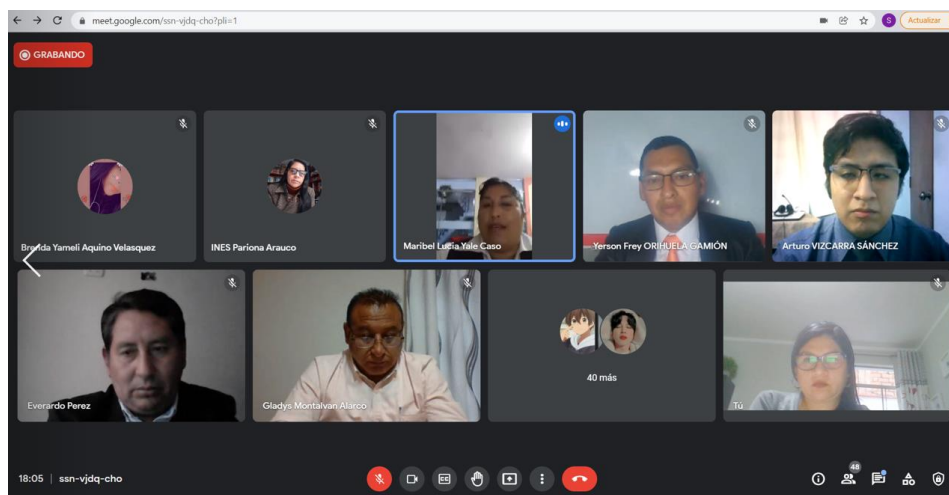 meet.google.com/ssn-vjdq-cho?pli=1
S
Actualizar
GRABANDO
Brenda Yameli Aquino Velasquez
INES Pariona Arauco
Maribel Lucia Yale Caso
Yerson Frey ORIHUELA GAMIÓN
Arturo VIZCARRA SÁNCHEZ
Everardo Perez
Gladys Montalvan Alarco
40 más
Tú
18:05 | ssn-vjdq-cho
CC
48